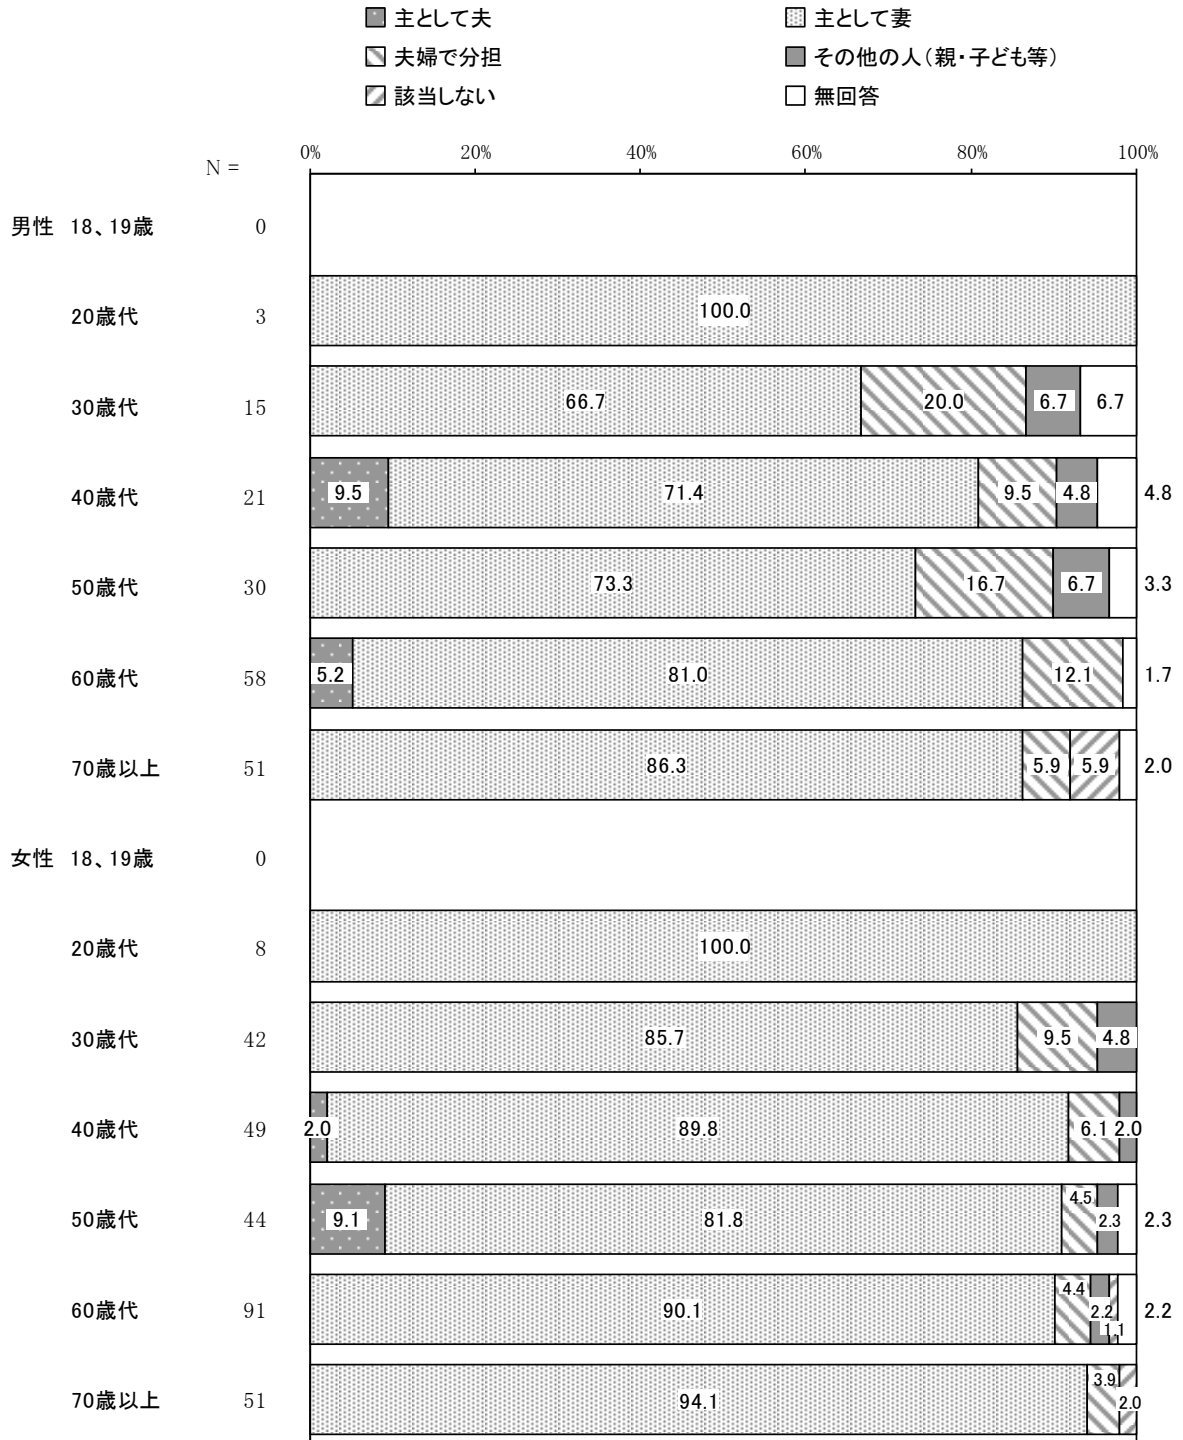 主として夫 主として妻
夫婦で分担 その他の人（親・子ども等）
該当しない 無回答
0% 20% 40% 60% 80% 100%
N =
男性 18、19歳 0
20歳代 3 100.0
30歳代 15 66.7 20.0 6.7 6.7
40歳代 21 9.5 71.4 9.5 4.8 4.8
50歳代 30 73.3 16.7 6.7 3.3
60歳代 58 5.2 81.0 12.1 1.7
70歳以上 51 86.3 5.9 5.9 2.0
女性 18、19歳 0
20歳代 8 100.0
30歳代 42 85.7 9.5 4.8
40歳代 49 2.0 89.8 6.1 2.0
50歳代 44 9.1 81.8 4.5 2.3 2.3
60歳代 91 90.1 4.4 2.2 1.1 2.2
70歳以上 51 94.1 3.9 2.0